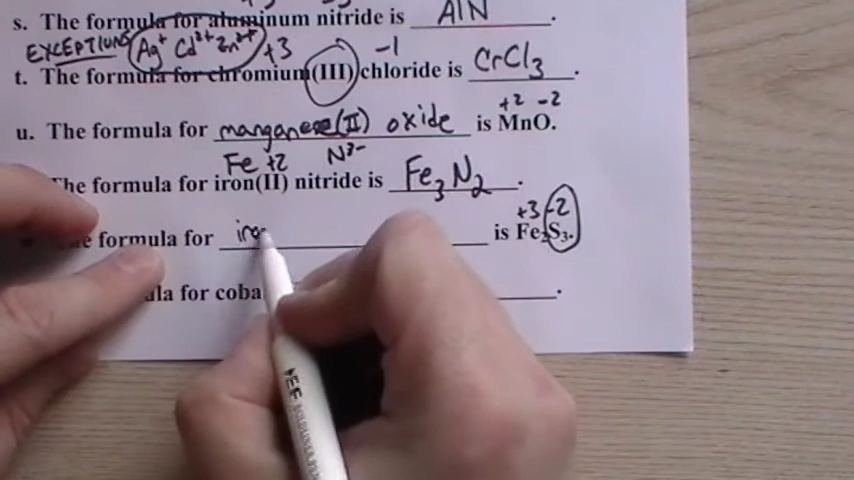 s. The formula for aluminum nitride is AlN.
EXCEPTIONS Ag+ Cd2+ Zn2+ +3 -1
t. The formula for chromium(III) chloride is CrCl3.
+2 -2
u. The formula for manganese(II) oxide is MnO.
Fe +2 N3-
he formula for iron(II) nitride is Fe3N2.
+3 -2
e formula for iro is Fe2S3.
ula for coba .